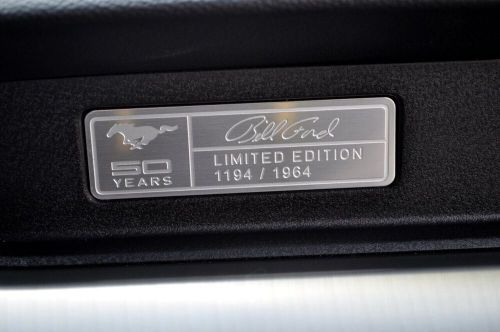 50
YEARS
Bill Ford
LIMITED EDITION
1194 / 1964